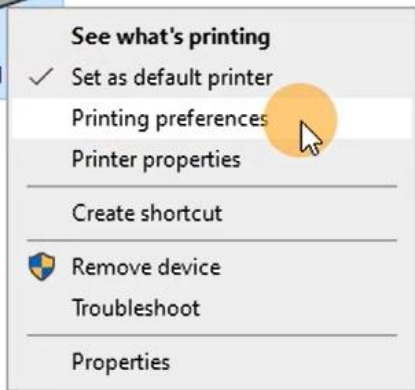 See what's printing
Set as default printer
Printing preferences
Printer properties
Create shortcut
Remove device
Troubleshoot
Properties